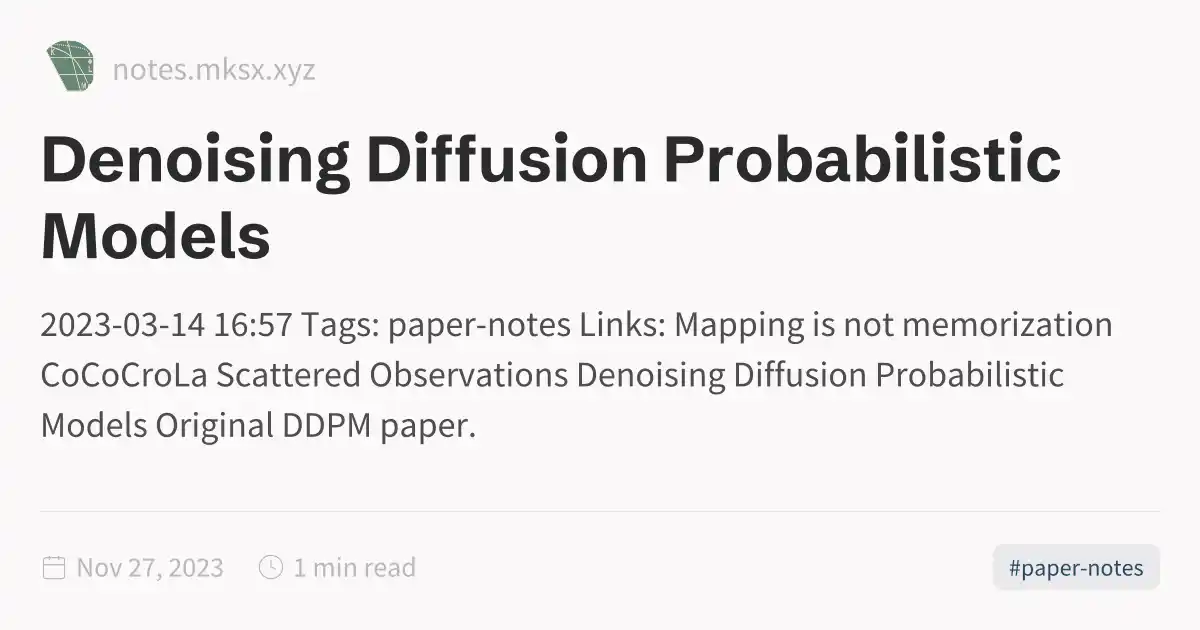 notes.mksx.xyz
Denoising Diffusion Probabilistic
Models
2023-03-14 16:57 Tags: paper-notes Links: Mapping is not memorization
CoCoCroLa Scattered Observations Denoising Diffusion Probabilistic
Models Original DDPM paper.
Nov 27, 2023 1 min read #paper-notes